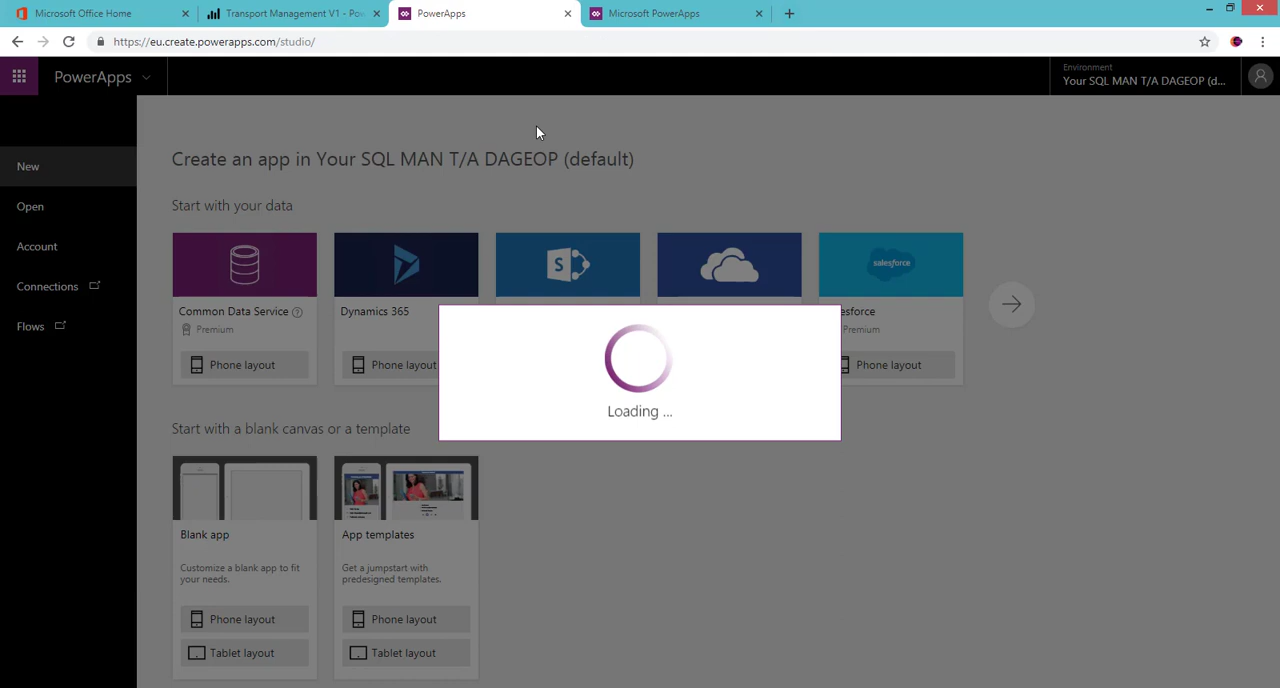 Microsoft Office Home
Transport Management V1 - Pow
PowerApps
Microsoft PowerApps
https://eu.create.powerapps.com/studio/
PowerApps
Environment
Your SQL MAN T/A DAGEOP (d...
New
Open
Account
Connections
Flows
Create an app in Your SQL MAN T/A DAGEOP (default)
Start with your data
S
salesforce
Common Data Service
Premium
Phone layout
Dynamics 365
Phone layout
esforce
Premium
Phone layout
Loading ...
Start with a blank canvas or a template
Blank app
Customize a blank app to fit
your needs.
Phone layout
Tablet layout
App templates
Get a jumpstart with
predesigned templates.
Phone layout
Tablet layout